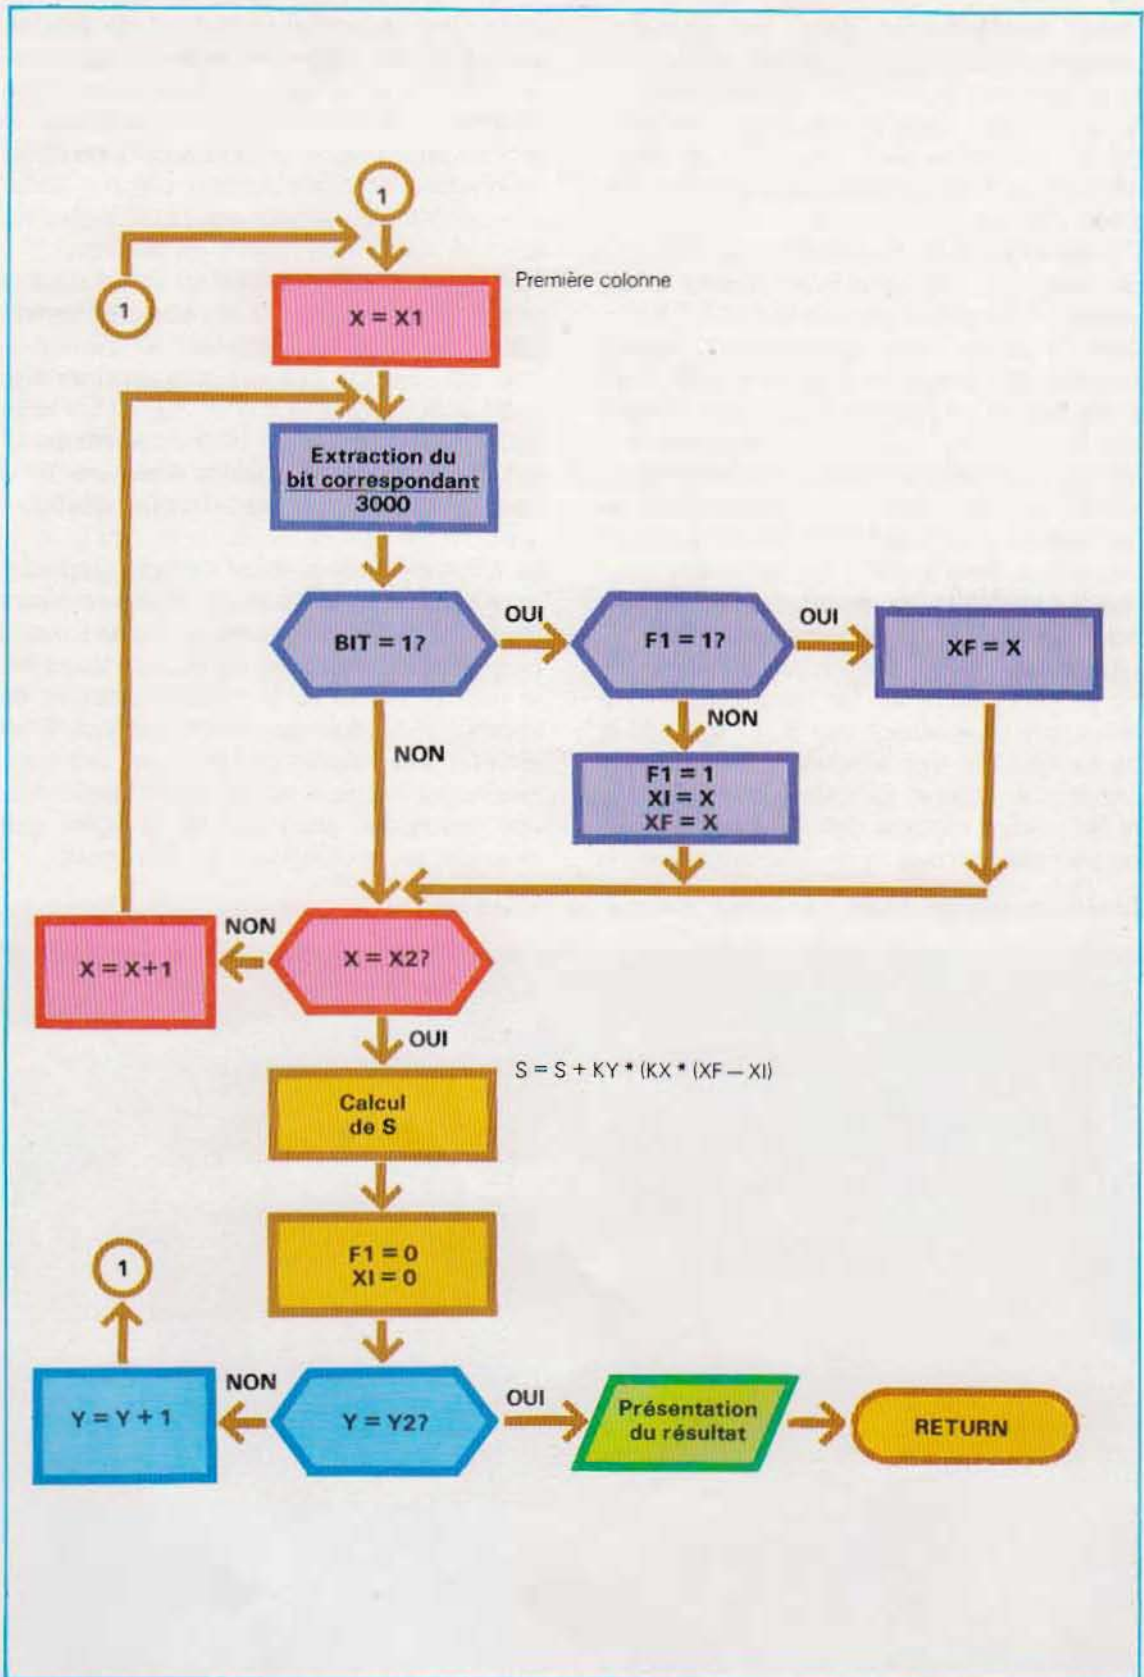 1
1
Première colonne
X = X1
Extraction du
bit correspondant
3000
BIT = 1?
OUI
F1 = 1?
OUI
XF = X
NON
NON
F1 = 1
XI = X
XF = X
NON
X = X+1
X = X2?
OUI
S = S + KY * (KX * (XF — XI)
Calcul
de S
F1 = 0
XI = 0
1
Y = Y + 1
NON
Y = Y2?
OUI
Présentation
du résultat
RETURN